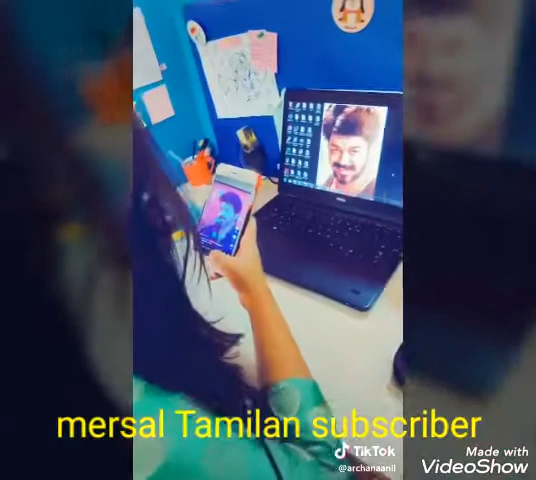 mersal Tamilan subscriber
TikTok
@archanaanil
Made with
VideoShow